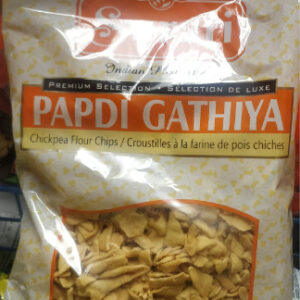 Indian
PREMIUM SELECTION • SÉLECTION DE LUXE
PAPDI GATHIYA
Chickpea Flour Chips / Croustilles à la farine de pois chiches